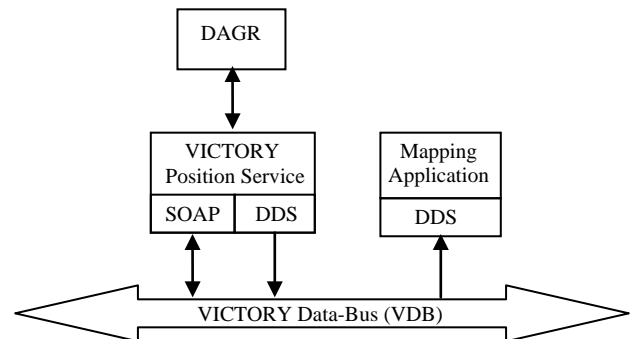 DAGR
VICTORY
Position Service
SOAP DDS
Mapping
Application
DDS
VICTORY Data-Bus (VDB)